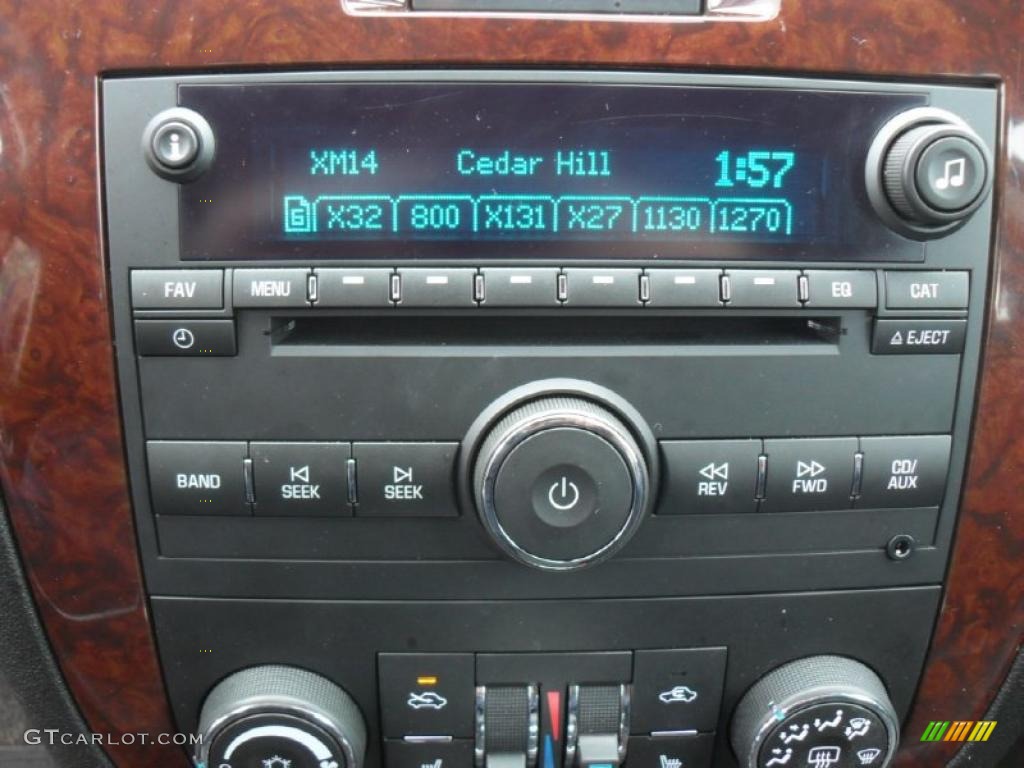 XM14 Cedar Hill 1:57
6 X32 800 X131 X27 1130 1270
FAV MENU EQ CAT
EJECT
BAND SEEK SEEK REV FWD CD/
AUX
GTCARLOT.COM